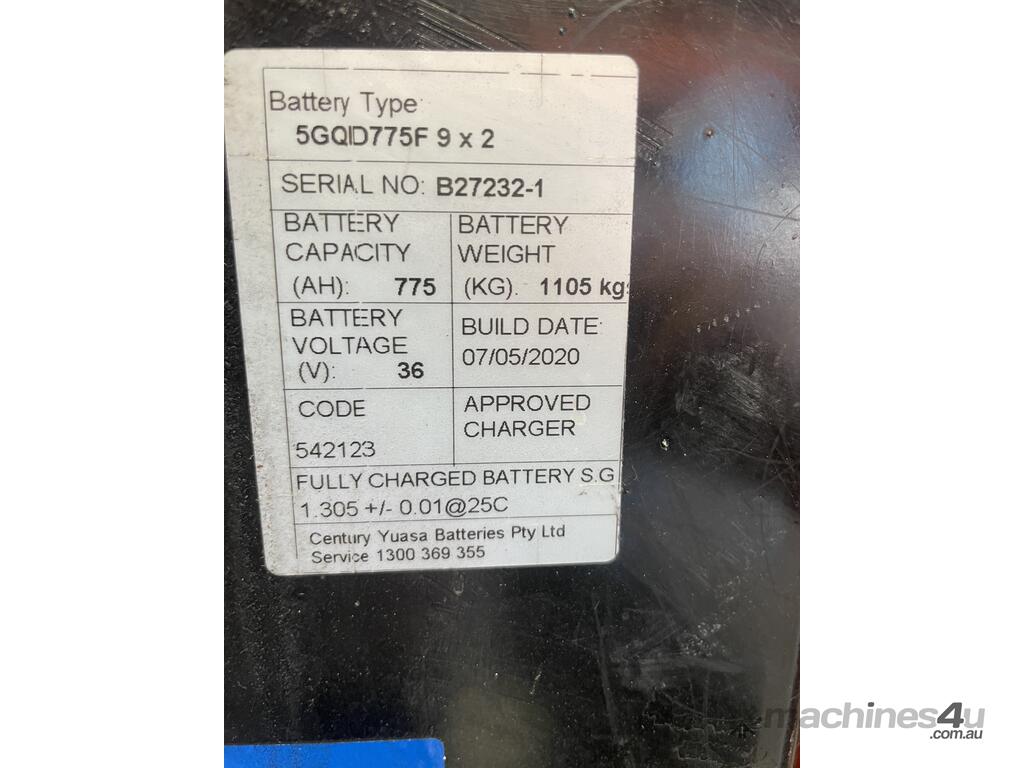 Battery Type:
5GQID775F 9 x 2
SERIAL NO: B27232-1
BATTERY
CAPACITY
(AH): 775
BATTERY
WEIGHT
(KG). 1105 kgs
BATTERY
VOLTAGE
(V): 36
BUILD DATE:
07/05/2020
CODE
542123
APPROVED
CHARGER
FULLY CHARGED BATTERY S.G
1.305 +/- 0.01@25C
Century Yuasa Batteries Pty Ltd
Service 1300 369 355
machines4u
.com.au